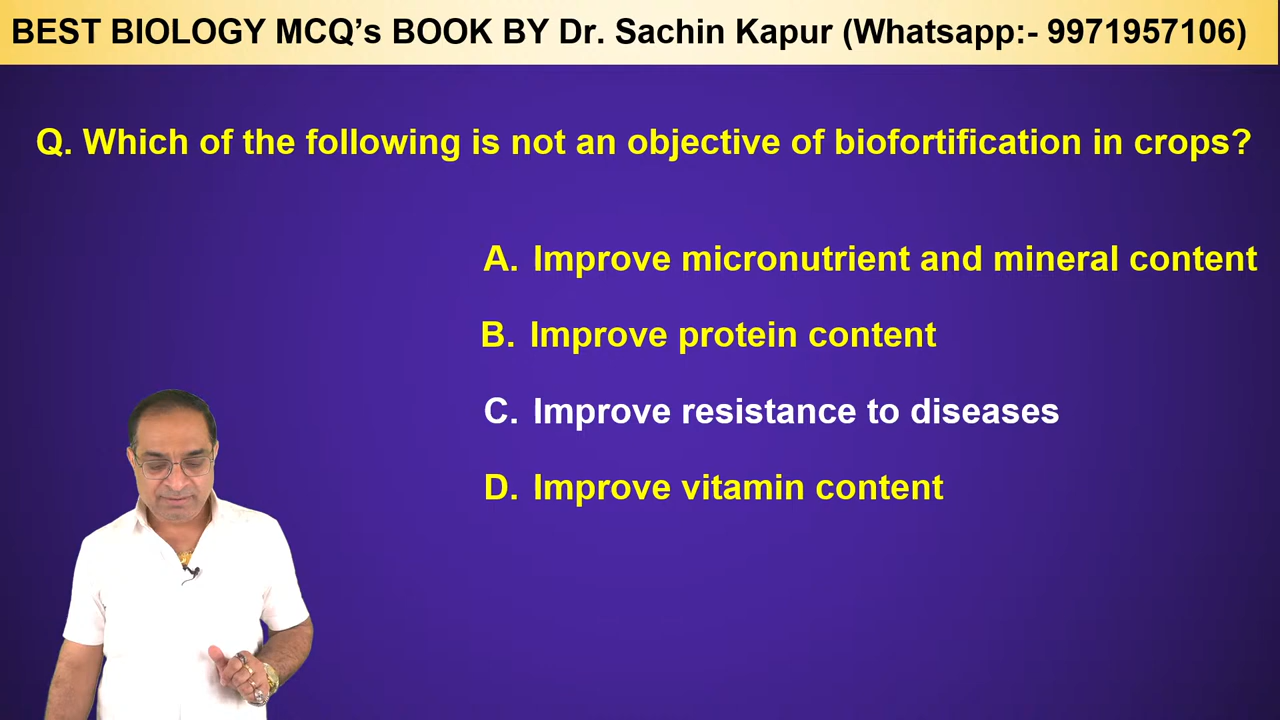 BEST BIOLOGY MCQ’s BOOK BY Dr. Sachin Kapur (Whatsapp:- 9971957106)
Q. Which of the following is not an objective of biofortification in crops?
A. Improve micronutrient and mineral content
B. Improve protein content
C. Improve resistance to diseases
D. Improve vitamin content